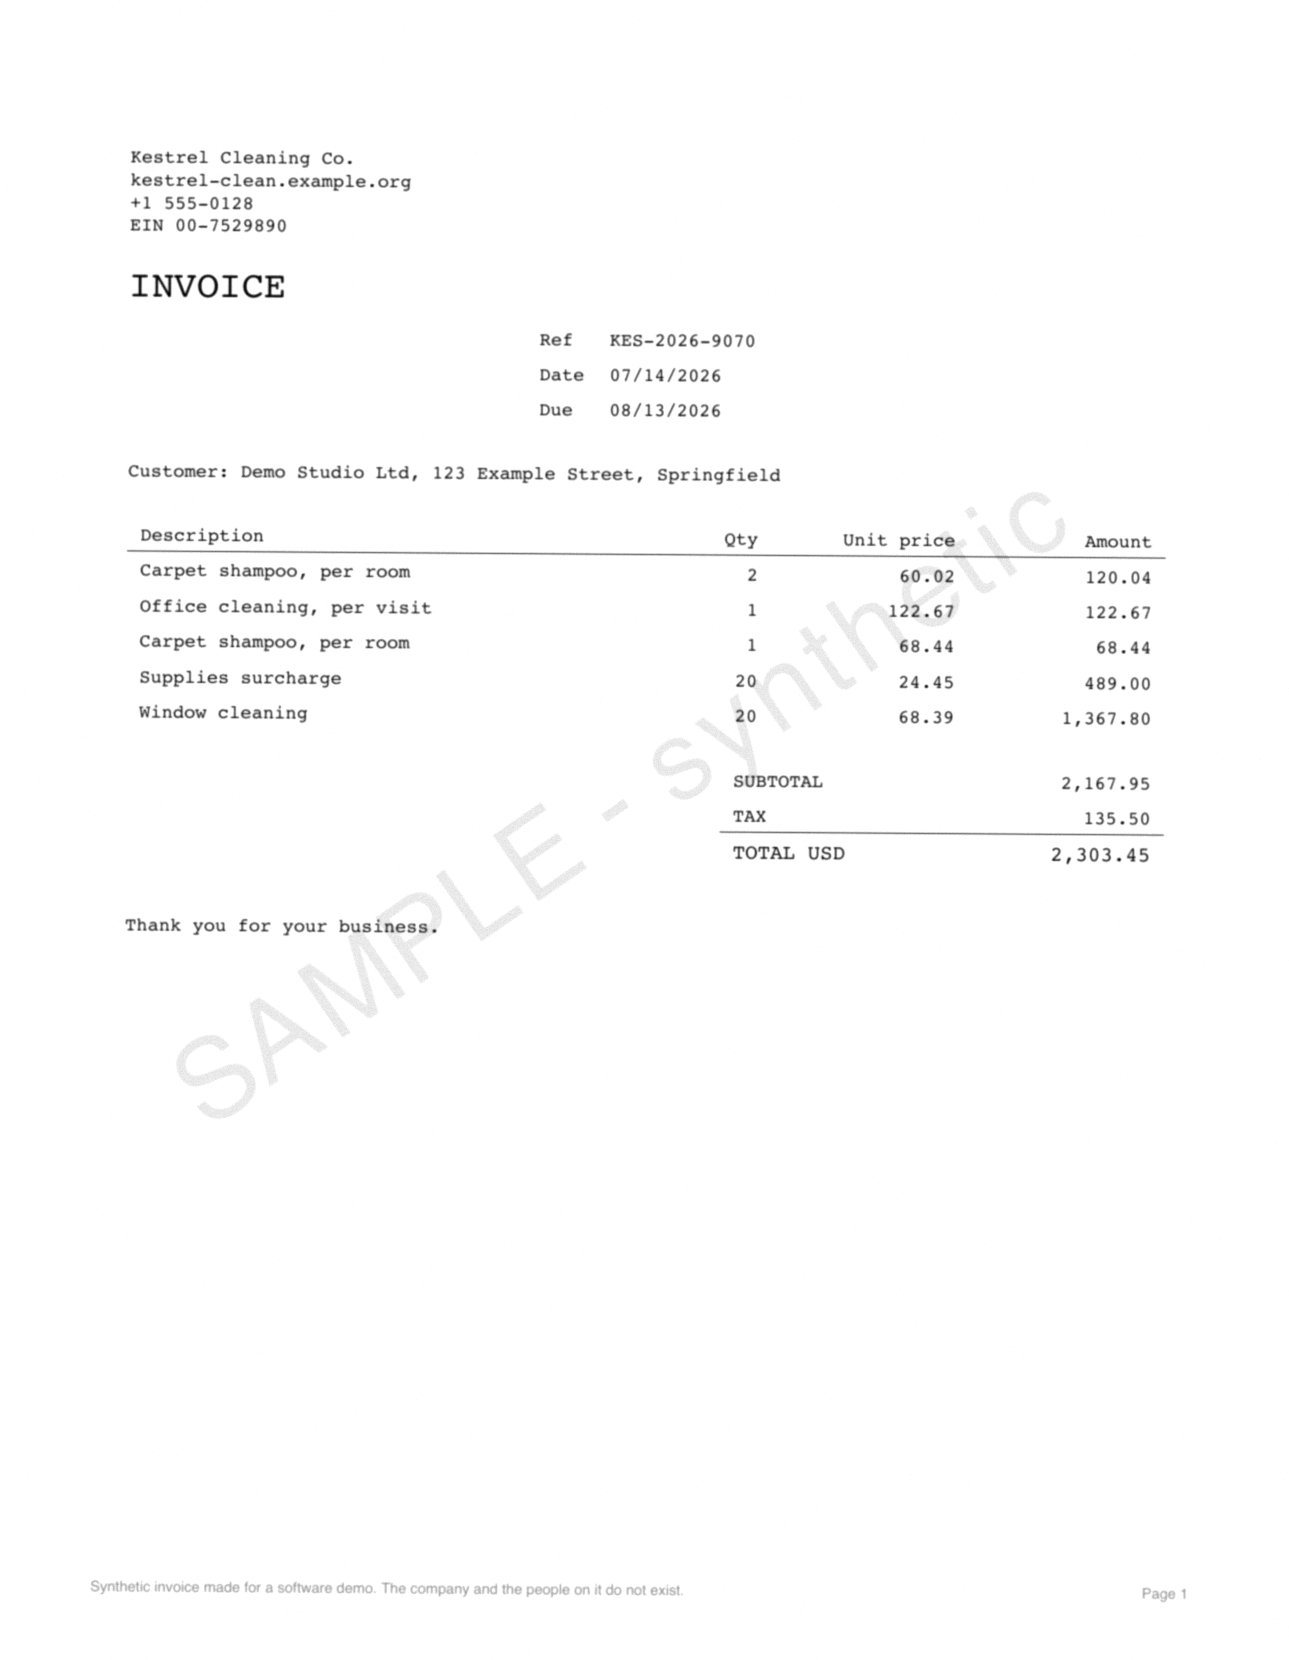 Kestrel Cleaning Co.
kestrel-clean.example.org
+1 555-0128
EIN 00-7529890
INVOICE
Ref KES-2026-9070
Date 07/14/2026
Due 08/13/2026
Customer: Demo Studio Ltd, 123 Example Street, Springfield
Description Qty Unit price Amount
Carpet shampoo, per room 2 60.02 120.04
Office cleaning, per visit 1 122.67 122.67
Carpet shampoo, per room 1 68.44 68.44
Supplies surcharge 20 24.45 489.00
Window cleaning 20 68.39 1,367.80
SUBTOTAL 2,167.95
TAX 135.50
TOTAL USD 2,303.45
Thank you for your business.
SAMPLE - synthetic
Synthetic invoice made for a software demo. The company and the people on it do not exist. Page 1